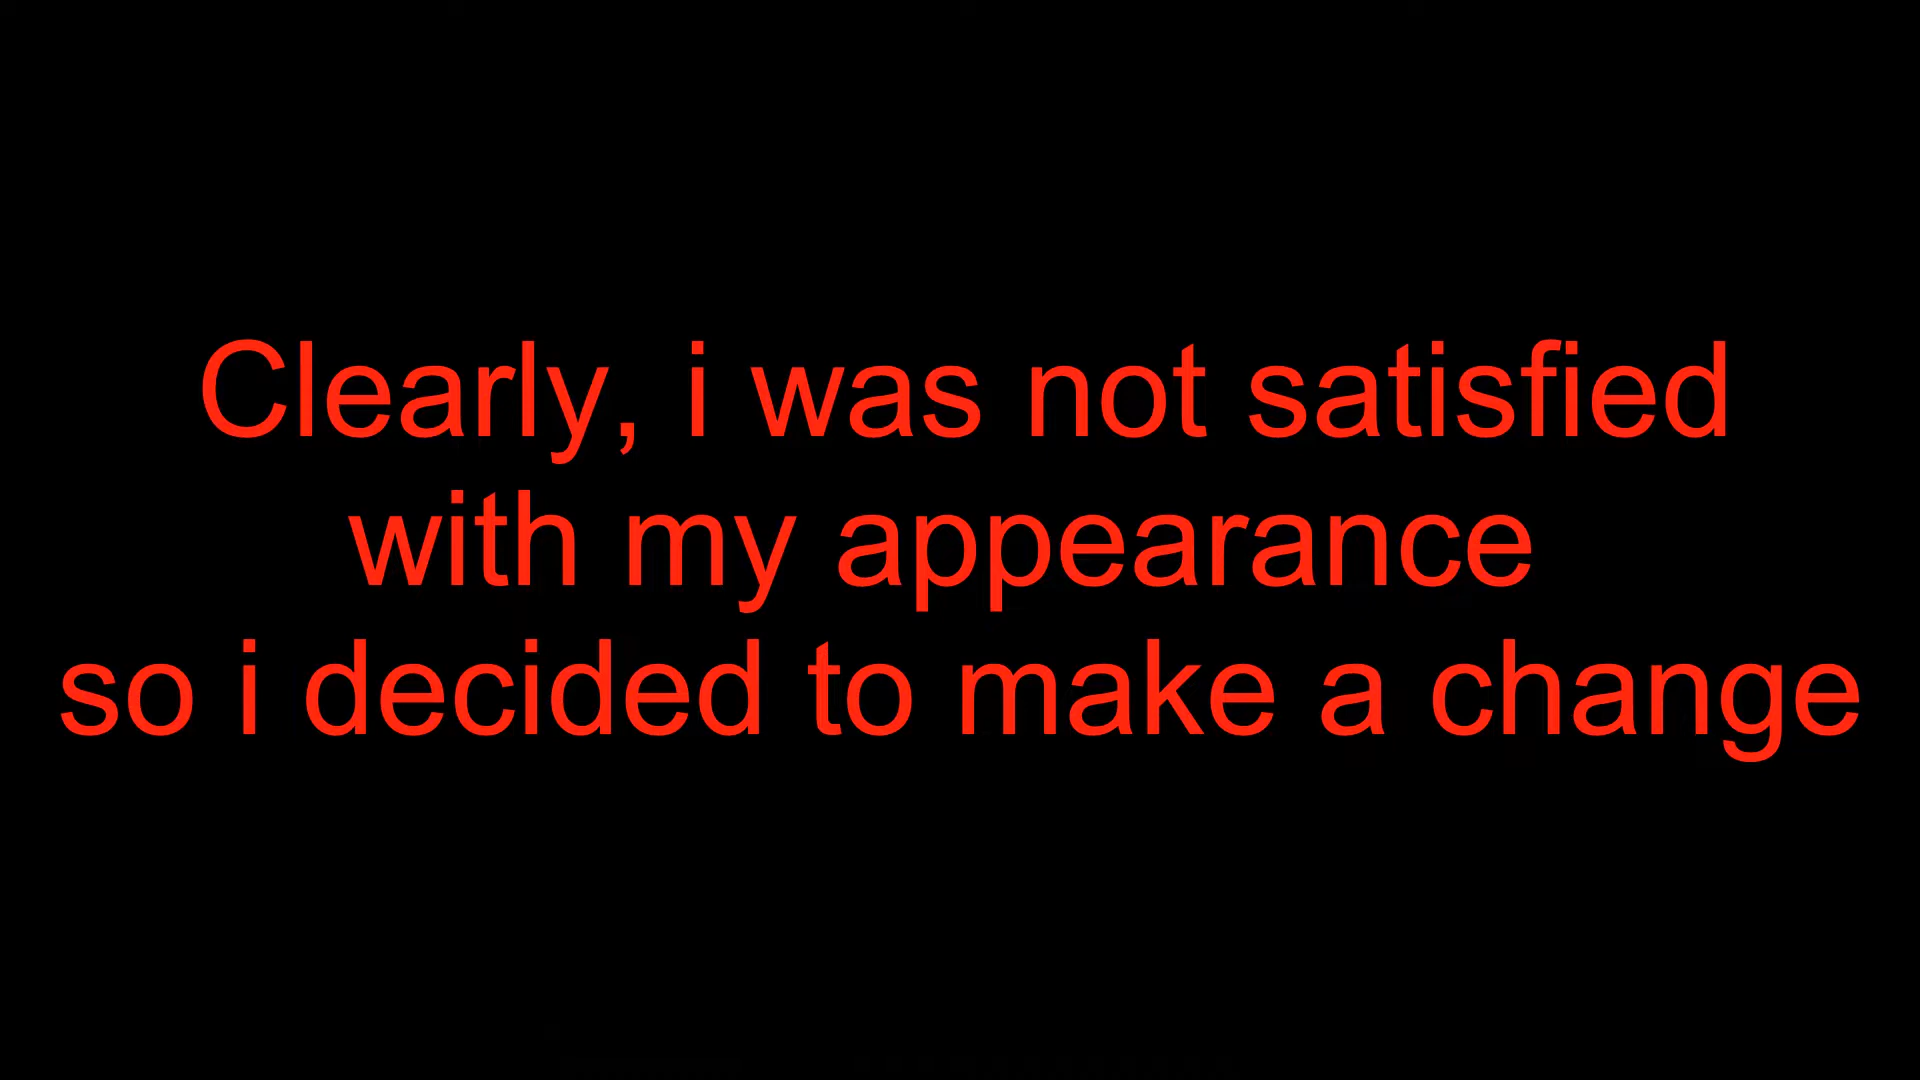 Clearly, i was not satisfied
with my appearance
so i decided to make a change